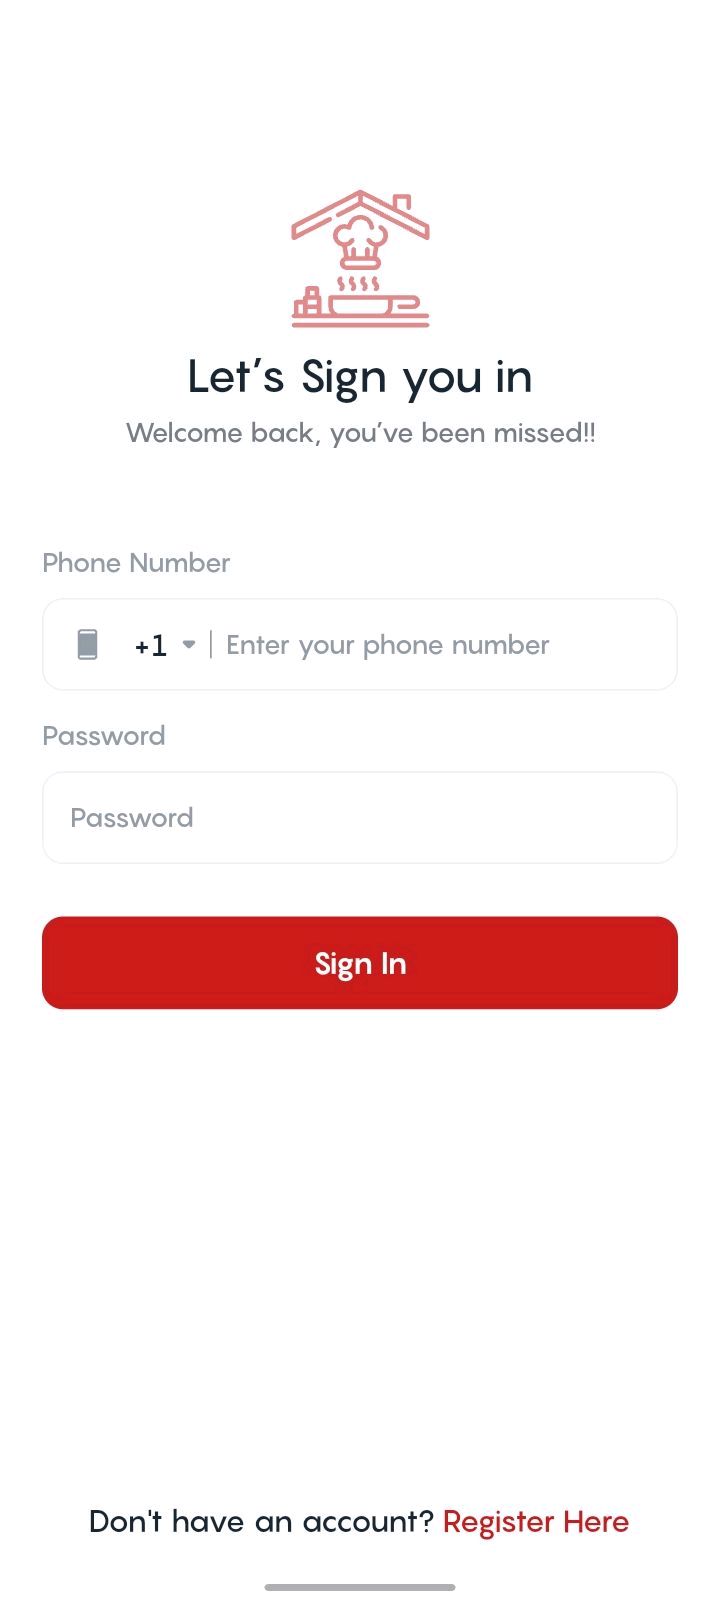 Let’s Sign you in
Welcome back, you’ve been missed!!
Phone Number
+1 Enter your phone number
Password
Password
Sign In
Don't have an account? Register Here